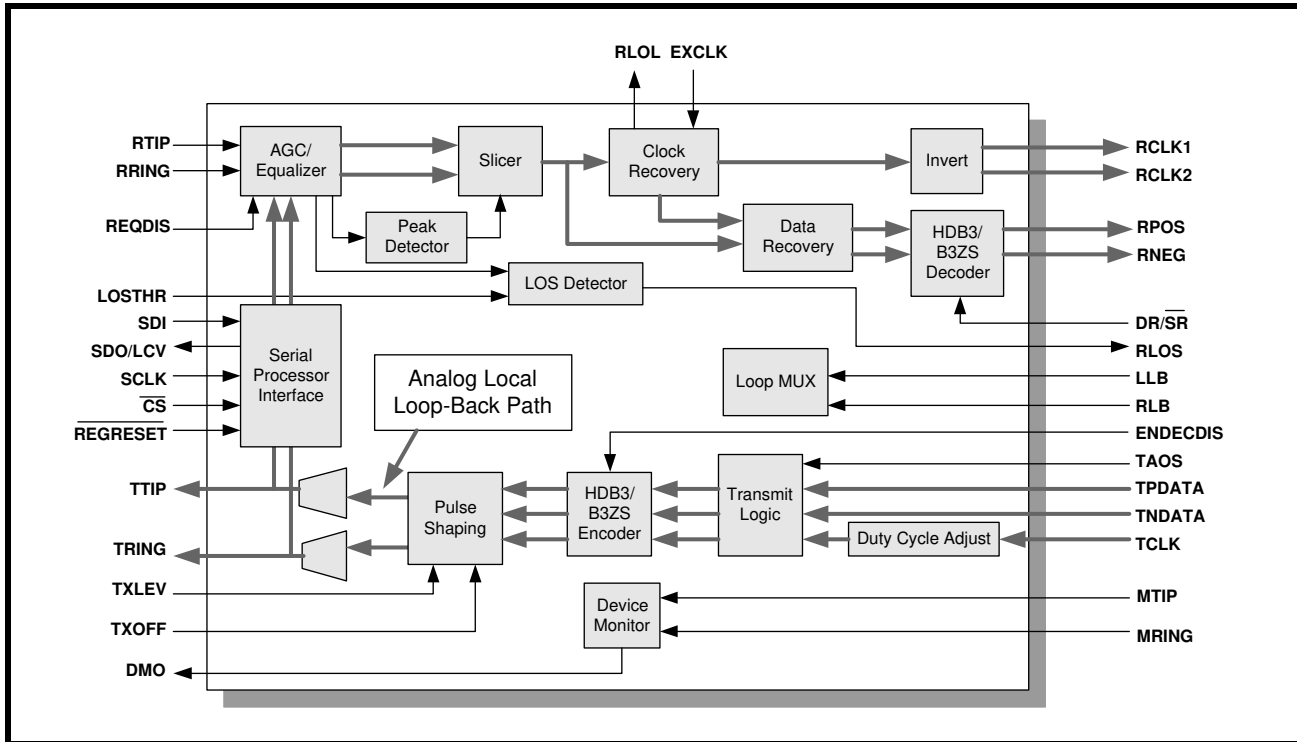 RLOL EXCLK
RTIP
RRING
REQDIS
LOSTHR
SDI
SDO/LCV
SCLK
CS
REGRESET
TTIP
TRING
TXLEV
TXOFF
DMO
AGC/
Equalizer
Slicer
Peak
Detector
Clock
Recovery
Invert
Data
Recovery
HDB3/
B3ZS
Decoder
LOS Detector
Serial
Processor
Interface
Analog Local
Loop-Back Path
Loop MUX
Pulse
Shaping
HDB3/
B3ZS
Encoder
Transmit
Logic
Duty Cycle Adjust
Device
Monitor
RCLK1
RCLK2
RPOS
RNEG
DR/SR
RLOS
LLB
RLB
ENDECDIS
TAOS
TPDATA
TNDATA
TCLK
MTIP
MRING